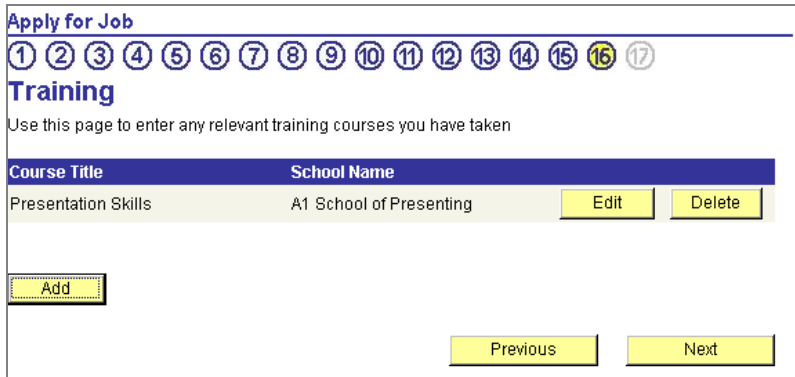 Apply for Job
1 2 3 4 5 6 7 8 9 10 11 12 13 14 15 16 17
Training
Use this page to enter any relevant training courses you have taken
Course Title School Name
Presentation Skills A1 School of Presenting Edit Delete
Add
Previous Next